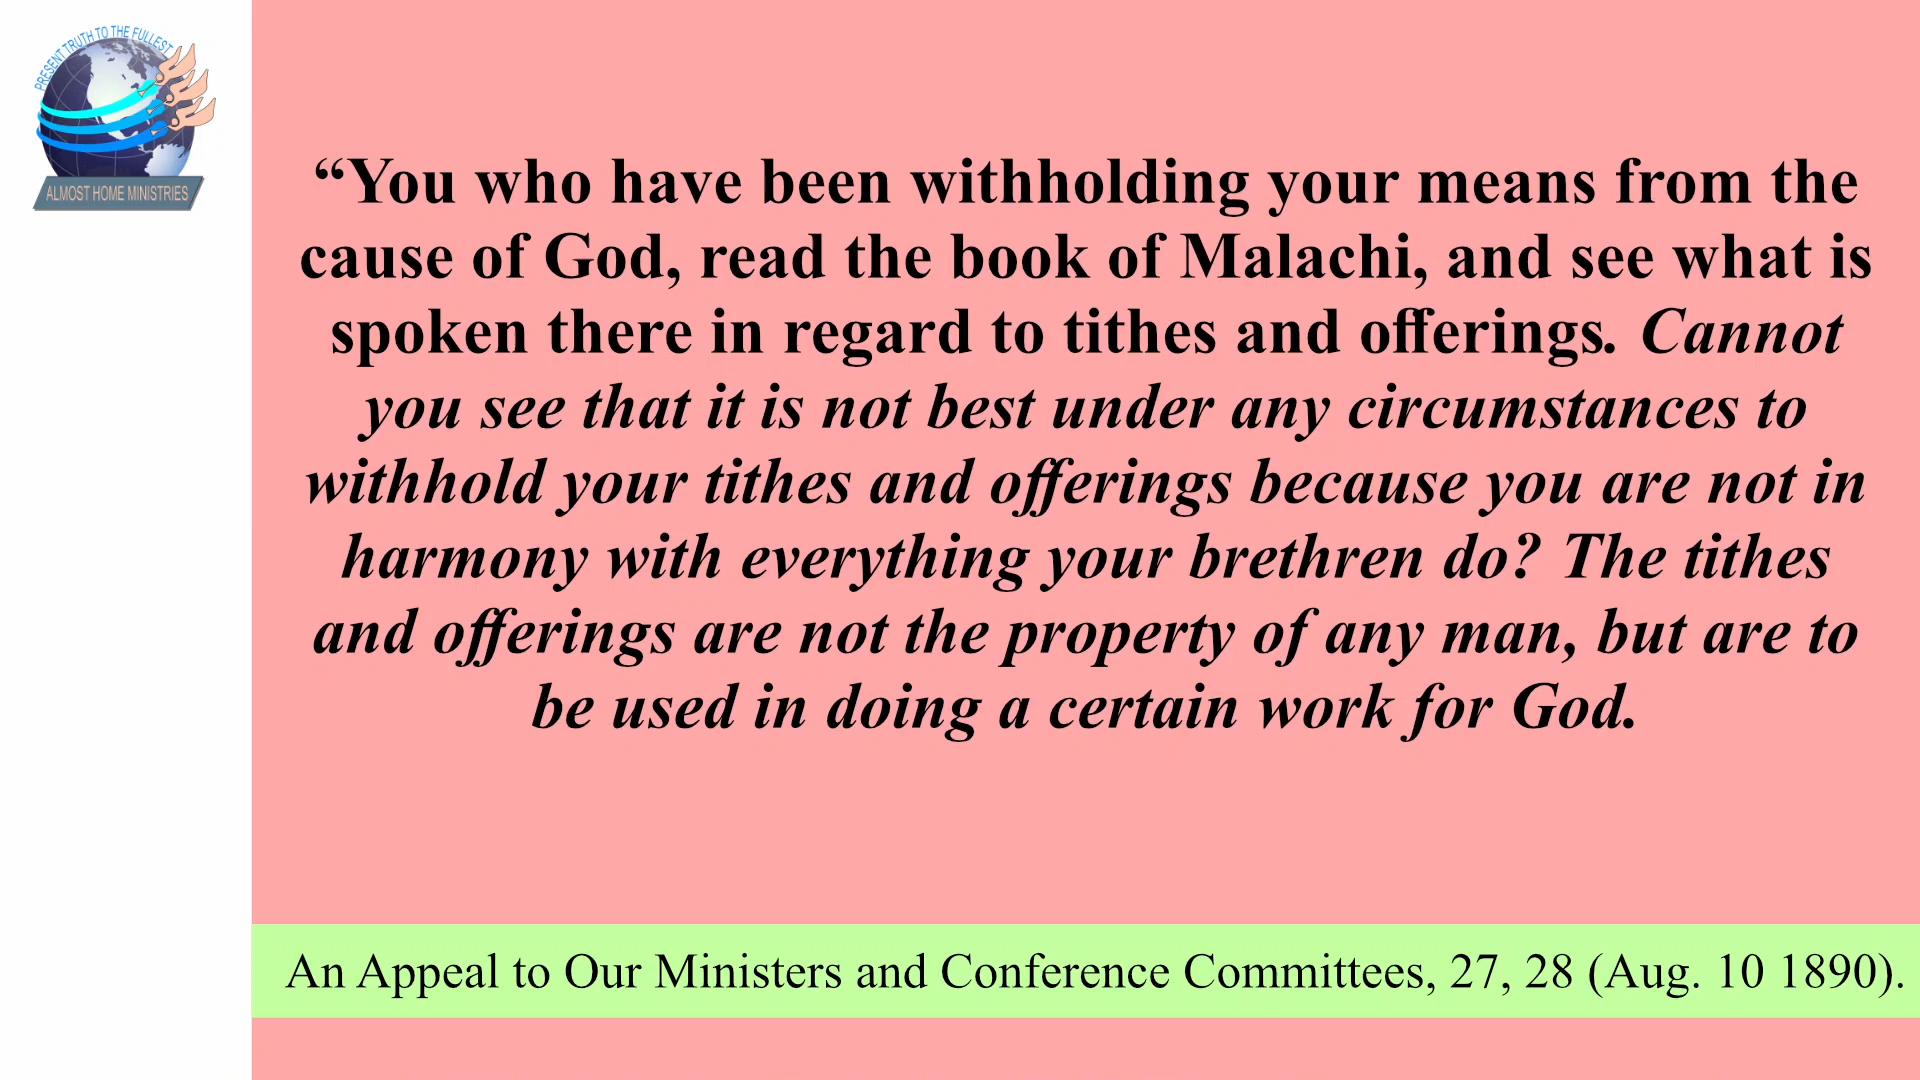 PRESENT TRUTH TO THE FULLEST
ALMOST HOME MINISTRIES
“You who have been withholding your means from the
cause of God, read the book of Malachi, and see what is
spoken there in regard to tithes and offerings. Cannot
you see that it is not best under any circumstances to
withhold your tithes and offerings because you are not in
harmony with everything your brethren do? The tithes
and offerings are not the property of any man, but are to
be used in doing a certain work for God.
An Appeal to Our Ministers and Conference Committees, 27, 28 (Aug. 10 1890).